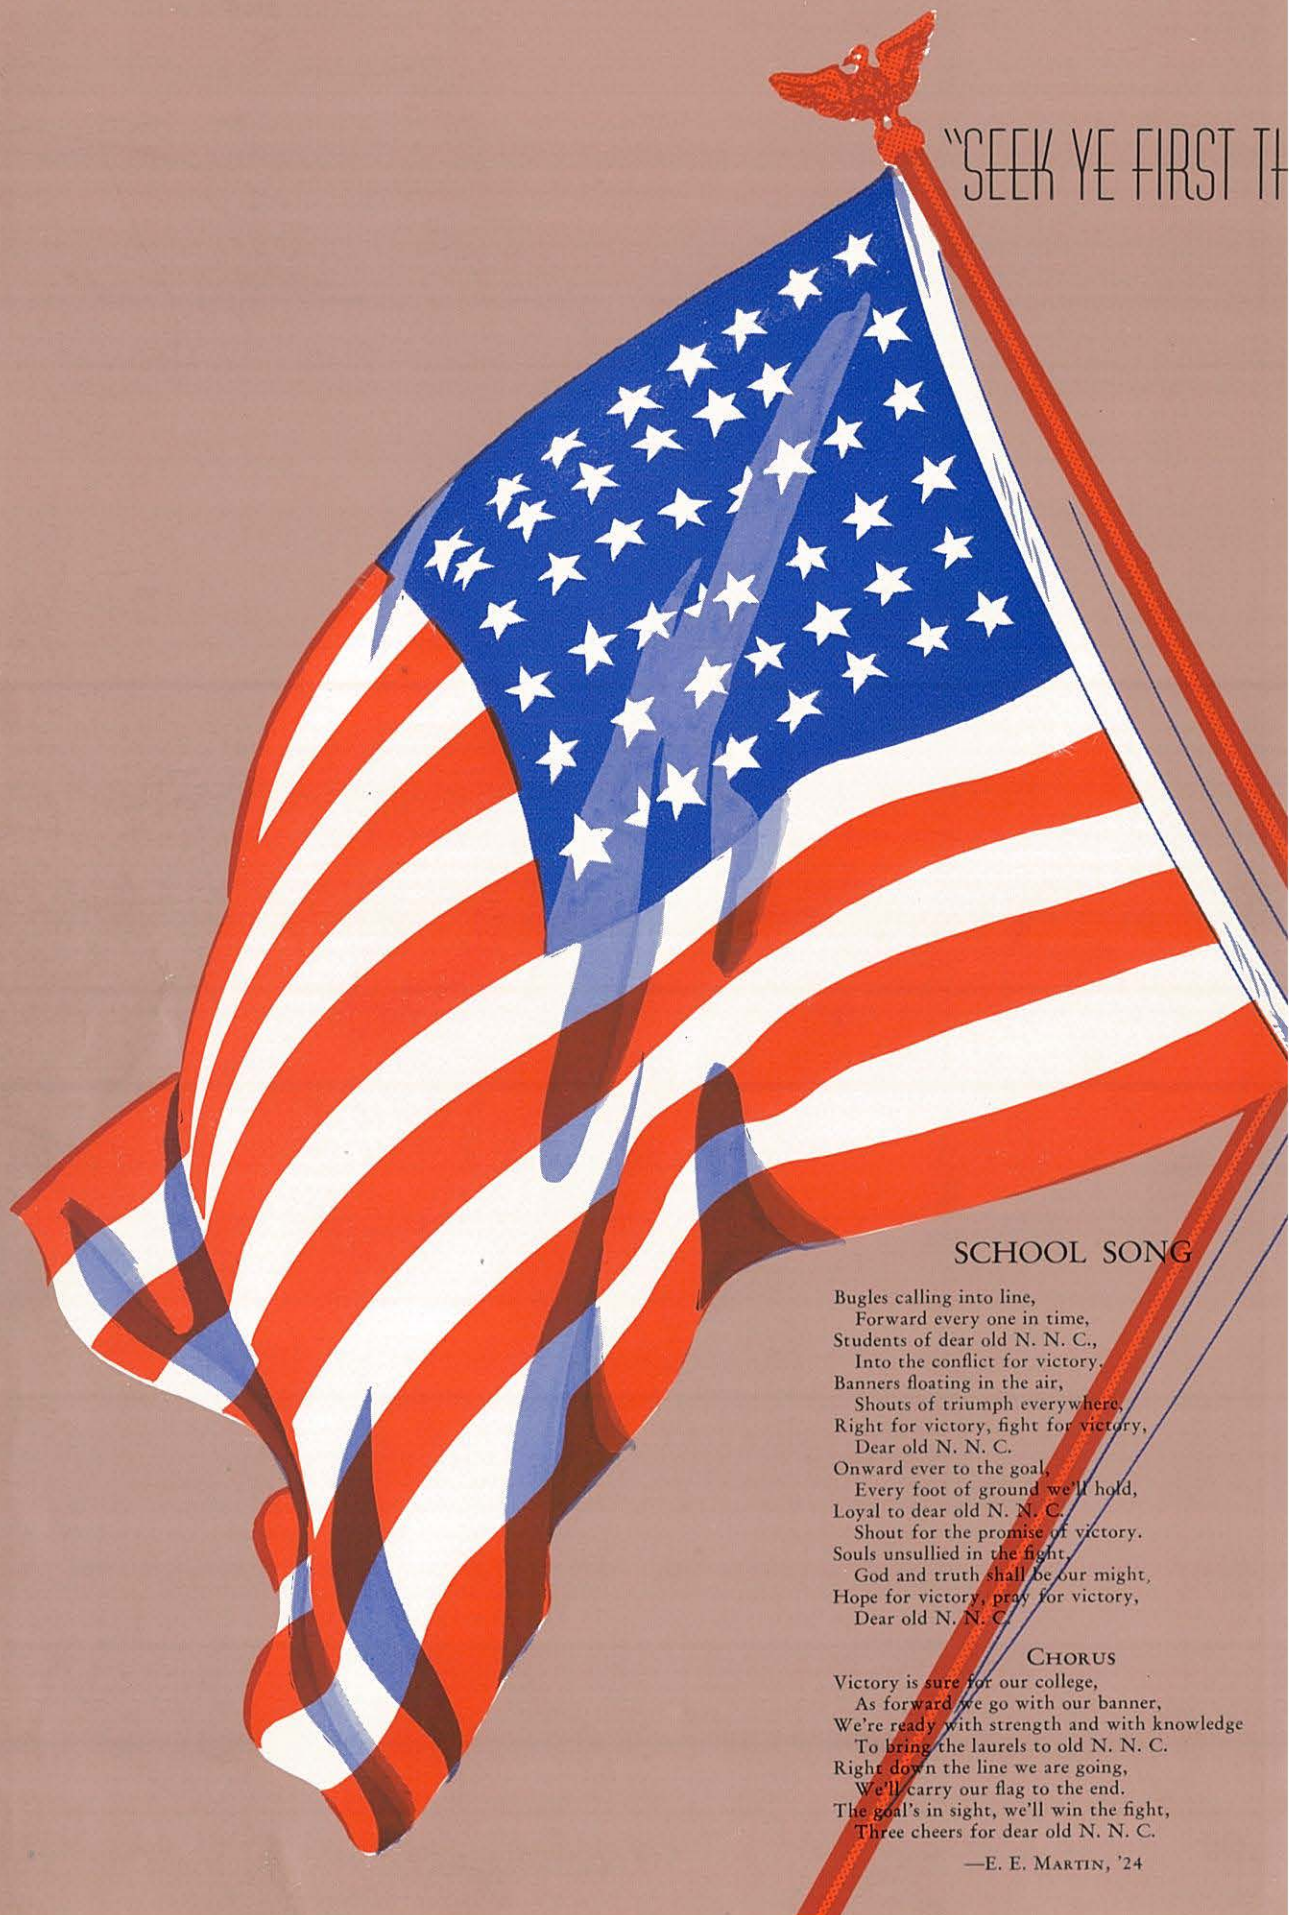 "SEEK YE FIRST TH
SCHOOL SONG
Bugles calling into line,
Forward every one in time,
Students of dear old N. N. C.,
Into the conflict for victory.
Banners floating in the air,
Shouts of triumph everywhere,
Right for victory, fight for victory,
Dear old N. N. C.
Onward ever to the goal,
Every foot of ground we'll hold,
Loyal to dear old N. N. C.
Shout for the promise of victory.
Souls unsullied in the fight,
God and truth shall be our might,
Hope for victory, pray for victory,
Dear old N. N. C.
CHORUS
Victory is sure for our college,
As forward we go with our banner,
We're ready with strength and with knowledge
To bring the laurels to old N. N. C.
Right down the line we are going,
We'll carry our flag to the end.
The goal's in sight, we'll win the fight,
Three cheers for dear old N. N. C.
—E. E. MARTIN, '24